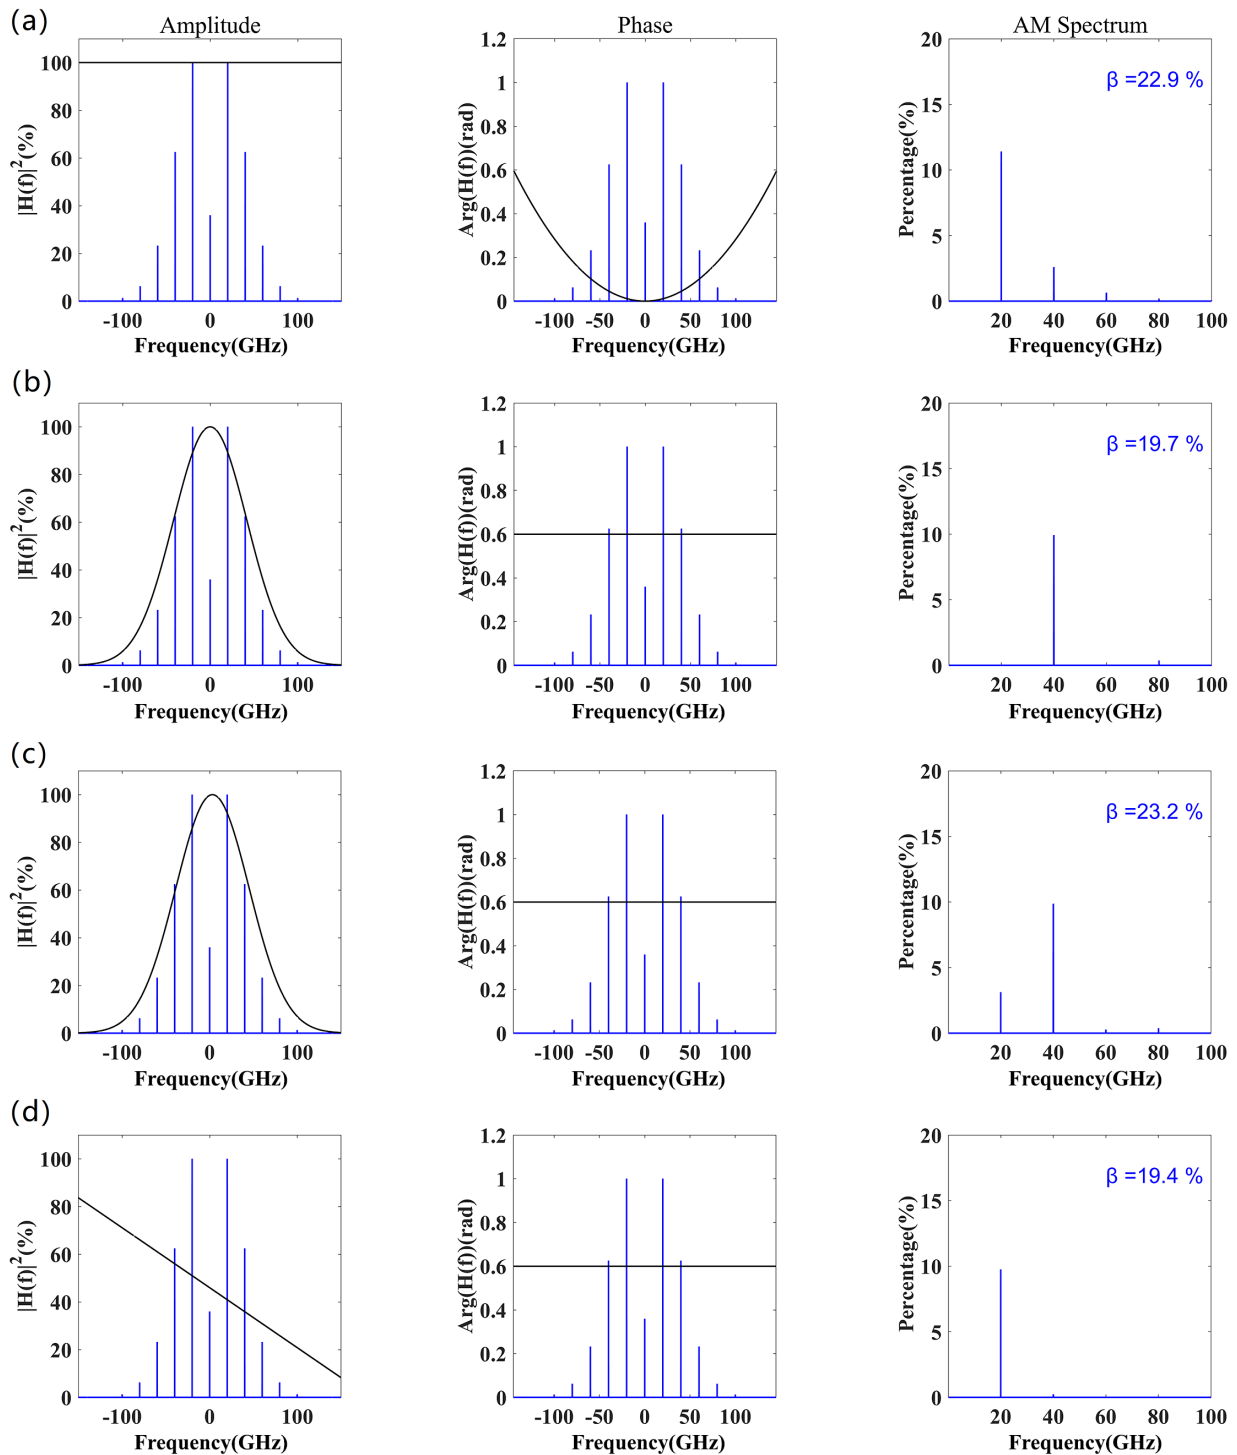 (a)
Amplitude
Phase
AM Spectrum
|H(f)|²(%)
100
80
60
40
20
0
-100 0 100
Frequency(GHz)
Arg(H(f))(rad)
1.2
1
0.8
0.6
0.4
0.2
0
-100 -50 0 50 100
Frequency(GHz)
Percentage(%)
20
15
10
5
0
β =22.9 %
20 40 60 80 100
Frequency(GHz)
(b)
|H(f)|²(%)
100
80
60
40
20
0
-100 0 100
Frequency(GHz)
Arg(H(f))(rad)
1.2
1
0.8
0.6
0.4
0.2
0
-100 -50 0 50 100
Frequency(GHz)
Percentage(%)
20
15
10
5
0
β =19.7 %
20 40 60 80 100
Frequency(GHz)
(c)
|H(f)|²(%)
100
80
60
40
20
0
-100 0 100
Frequency(GHz)
Arg(H(f))(rad)
1.2
1
0.8
0.6
0.4
0.2
0
-100 -50 0 50 100
Frequency(GHz)
Percentage(%)
20
15
10
5
0
β =23.2 %
20 40 60 80 100
Frequency(GHz)
(d)
|H(f)|²(%)
100
80
60
40
20
0
-100 0 100
Frequency(GHz)
Arg(H(f))(rad)
1.2
1
0.8
0.6
0.4
0.2
0
-100 -50 0 50 100
Frequency(GHz)
Percentage(%)
20
15
10
5
0
β =19.4 %
20 40 60 80 100
Frequency(GHz)